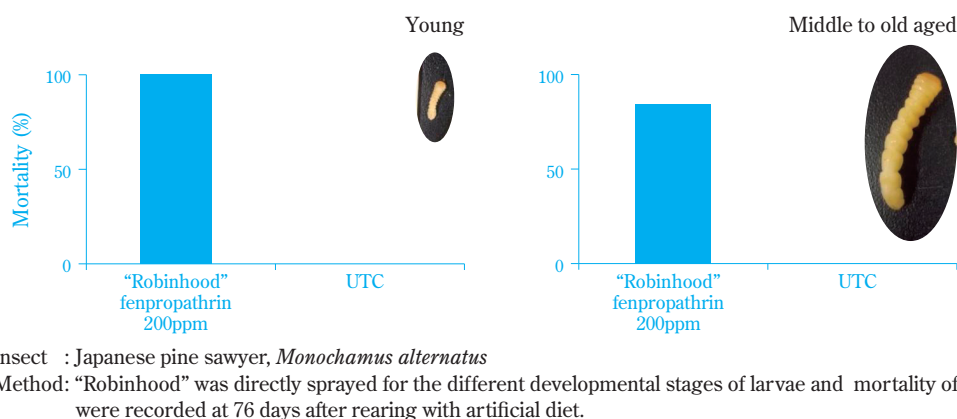 Young
Middle to old aged
Mortality (%)
100
50
0
"Robinhood"
fenpropathrin
200ppm
UTC
100
50
0
"Robinhood"
fenpropathrin
200ppm
UTC
nsect : Japanese pine sawyer, Monochamus alternatus
Method: "Robinhood" was directly sprayed for the different developmental stages of larvae and mortality of
were recorded at 76 days after rearing with artificial diet.